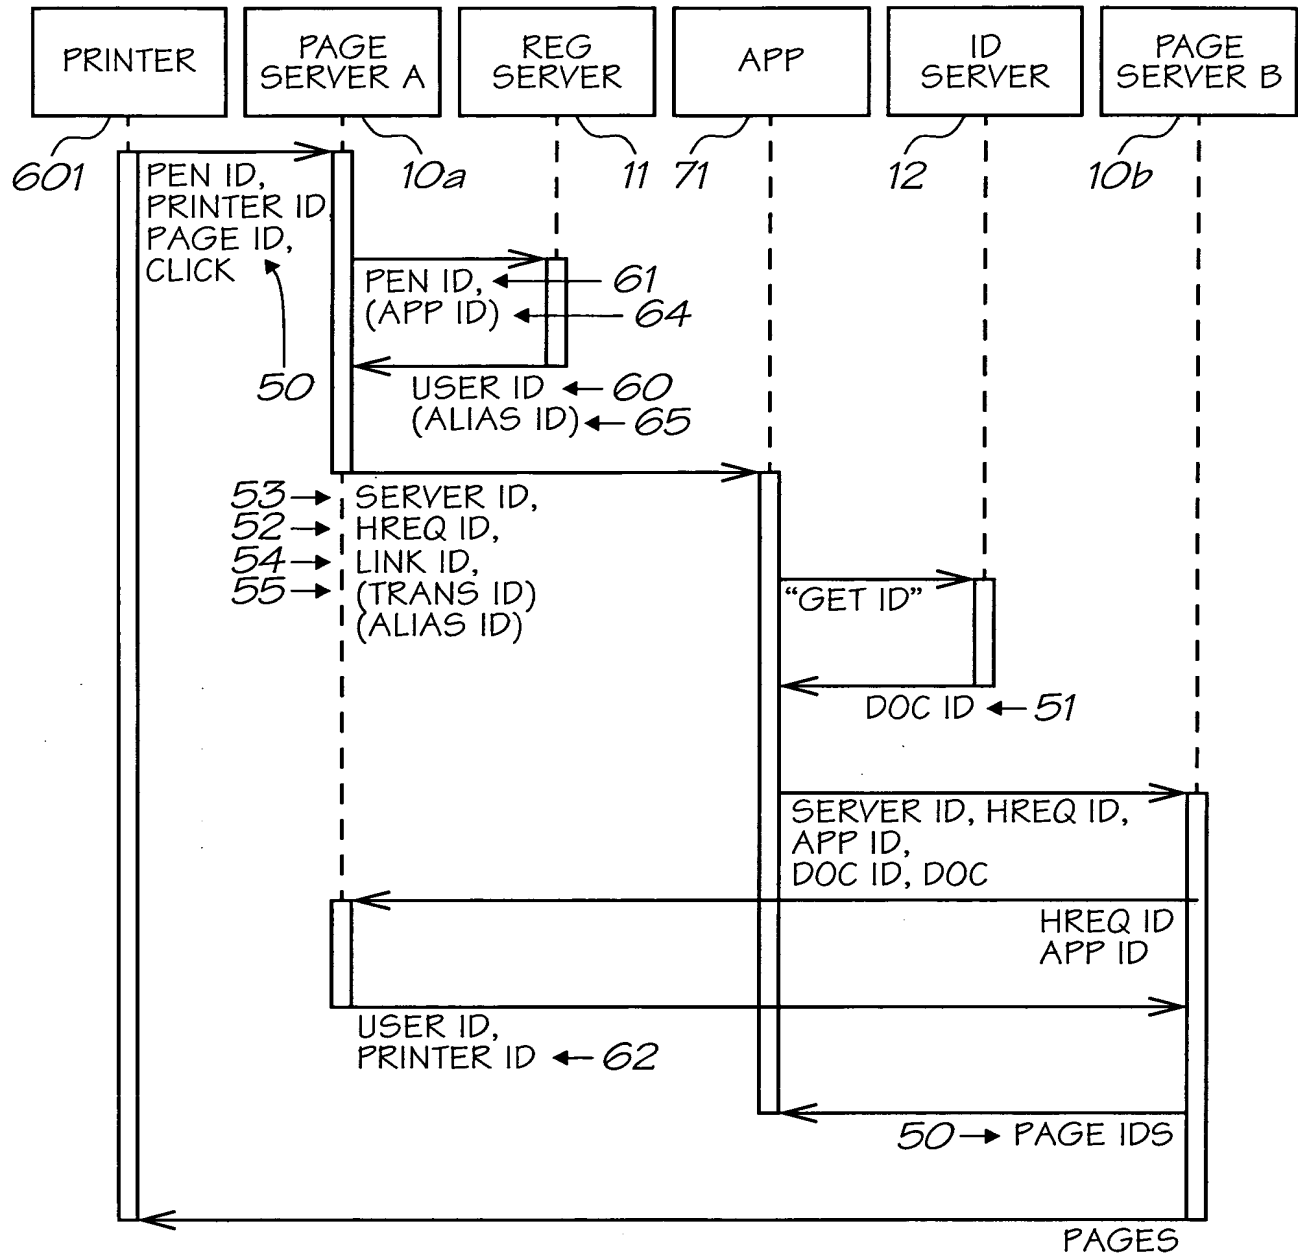 PRINTER
PAGE
SERVER A
REG
SERVER
APP
ID
SERVER
PAGE
SERVER B
601
10a
11
71
12
10b
PEN ID,
PRINTER ID
PAGE ID,
CLICK
50
PEN ID,
61
(APP ID)
64
USER ID
60
(ALIAS ID)
65
53
SERVER ID,
52
HREQ ID,
54
LINK ID,
55
(TRANS ID)
(ALIAS ID)
"GET ID"
DOC ID
51
SERVER ID, HREQ ID,
APP ID,
DOC ID, DOC
HREQ ID
APP ID
USER ID,
PRINTER ID
62
50
PAGE IDS
PAGES